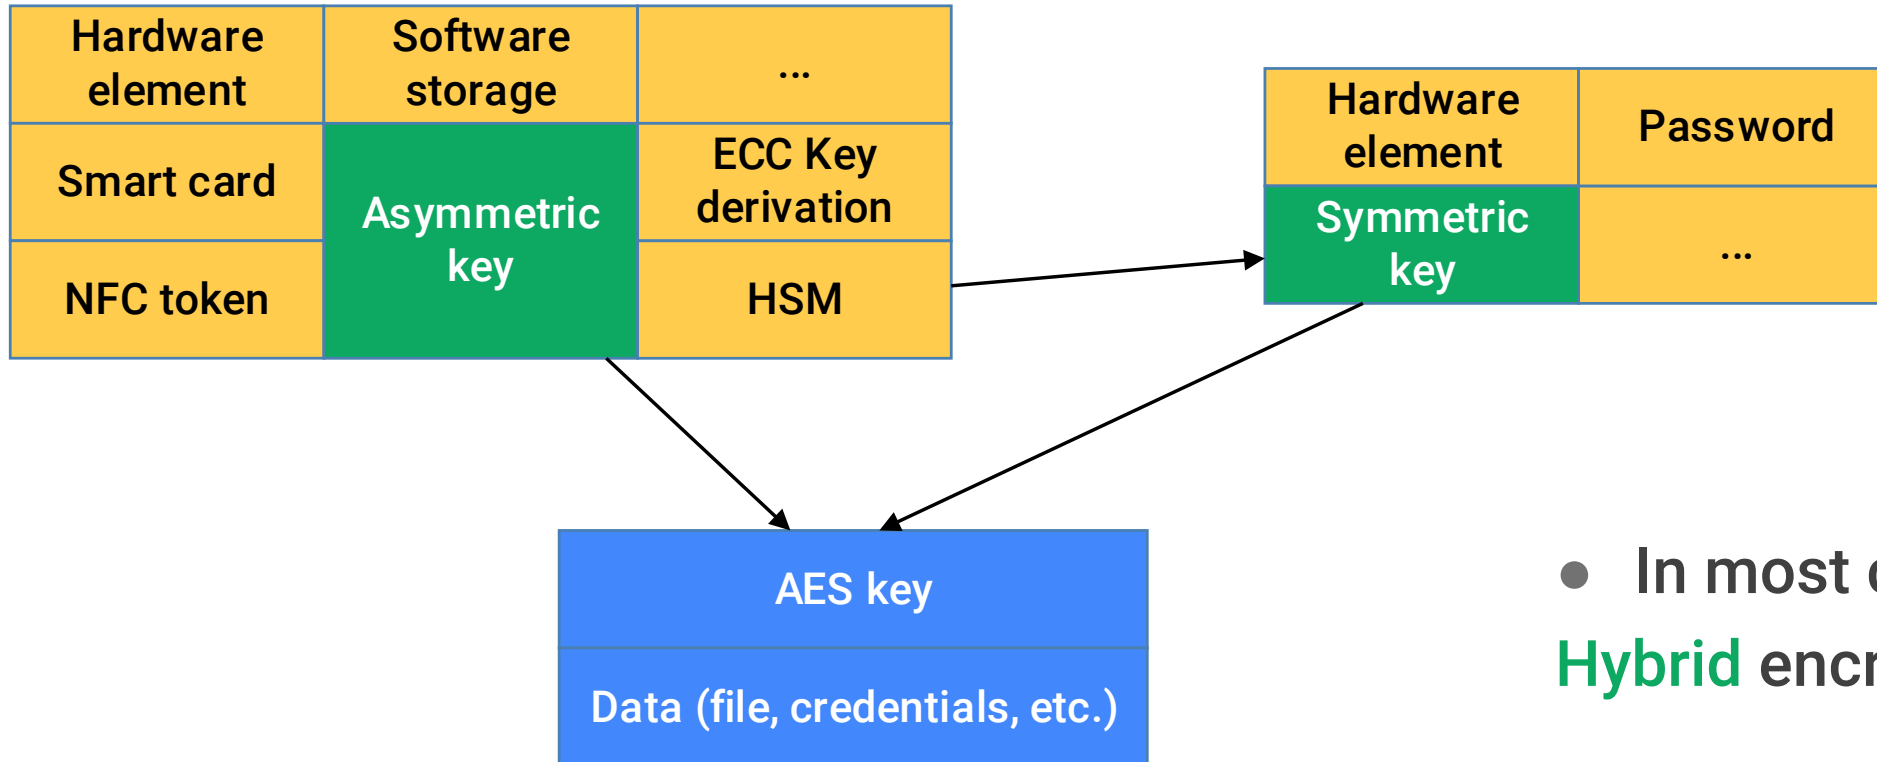 Hardware
element
Software
storage
...
Smart card
Asymmetric
key
ECC Key
derivation
NFC token
HSM
Hardware
element
Password
Symmetric
key
...
AES key
Data (file, credentials, etc.)
● In most
Hybrid